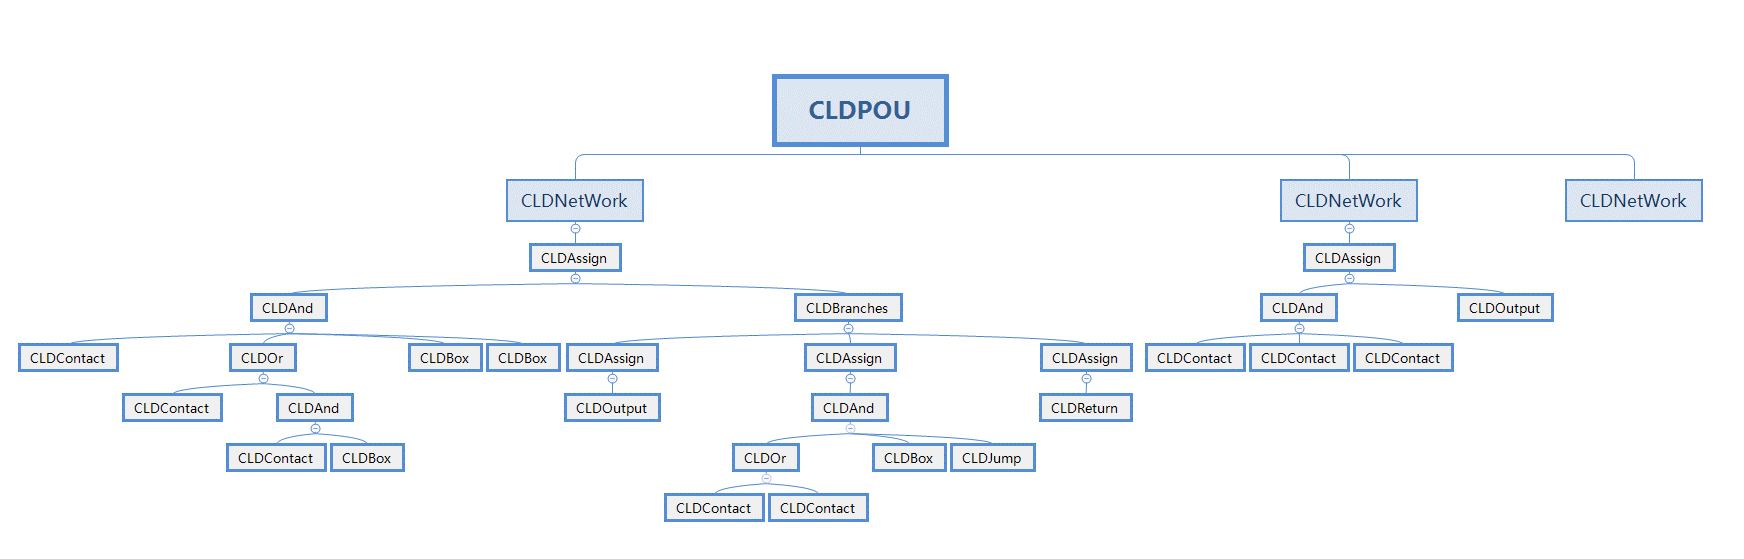 CLDPOU
CLDNetWork CLDNetWork CLDNetWork
CLDAssign CLDAssign
CLDAnd CLDBranches CLDAnd CLDOutput
CLDContact CLDOr CLDBox CLDBox CLDAssign CLDAssign CLDAssign CLDContact CLDContact CLDContact
CLDContact CLDAnd CLDOutput CLDAnd CLDReturn
CLDContact CLDBox CLDOr CLDBox CLDJump
CLDContact CLDContact